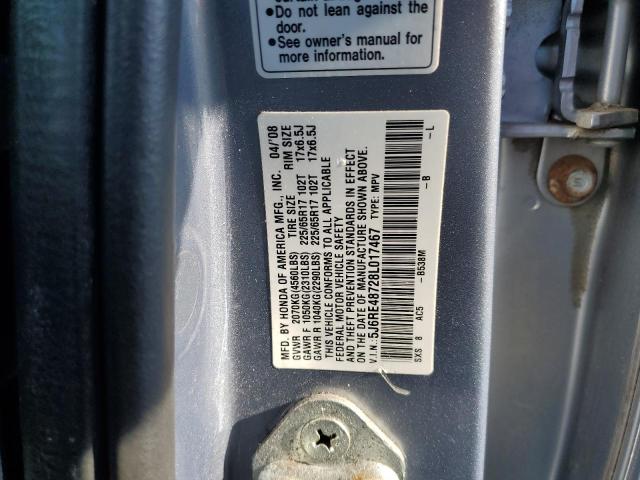 ●Do not lean against the
door.
●See owner's manual for
more information.
MFD. BY HONDA OF AMERICA MFG., INC. 04/'08
GVWR 2070KG(4560LBS) TIRE SIZE RIM SIZE
GAWR F 1050KG(2310LBS) 225/65R17 102T 17x6.5J
GAWR R 1040KG(2290LBS) 225/65R17 102T 17x6.5J
THIS VEHICLE CONFORMS TO ALL APPLICABLE
FEDERAL MOTOR VEHICLE SAFETY
AND THEFT PREVENTION STANDARDS IN EFFECT
ON THE DATE OF MANUFACTURE SHOWN ABOVE.
V.I.N.: 5J6RE48728L017467 TYPE: MPV
SXS 8 AC5 -B538M -B -L